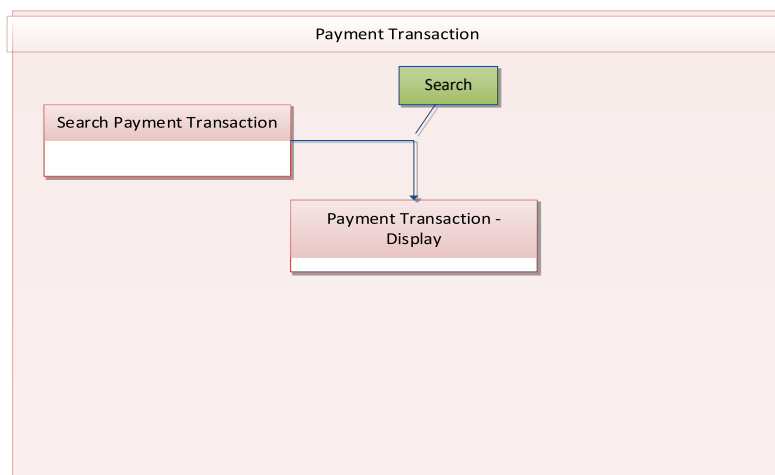 Payment Transaction
Search
Search Payment Transaction
Payment Transaction -
Display